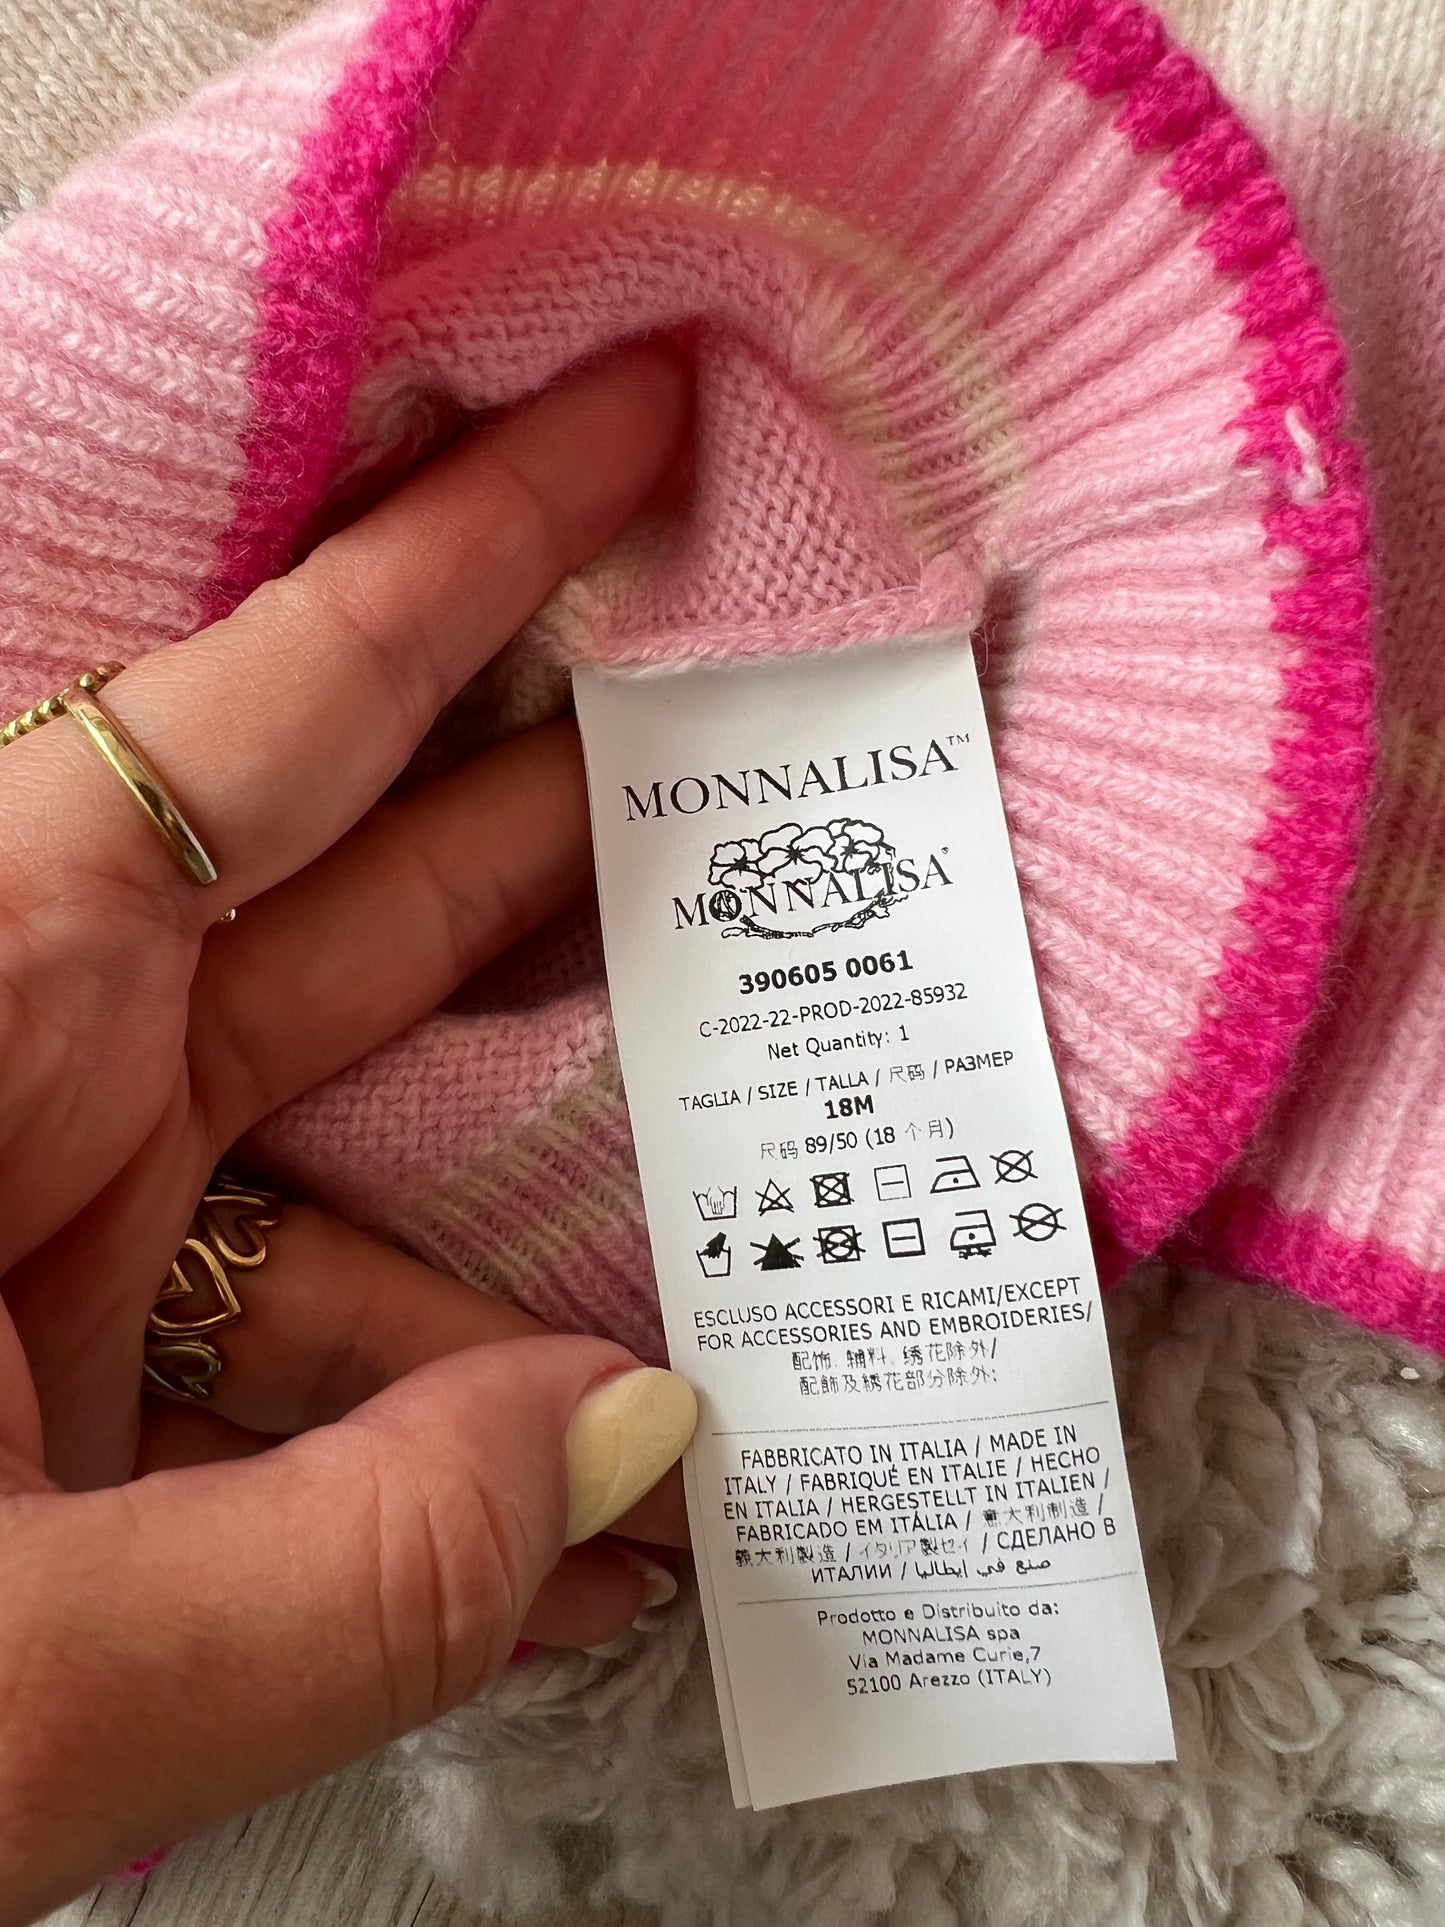 MONNALISA™
MONNALISA®
390605 0061
C-2022-22-PROD-2022-85932
Net Quantity: 1
TAGLIA / SIZE / TALLA / 尺码 / РАЗМЕР
18M
尺码 89/50 (18 个月)
ESCLUSO ACCESSORI E RICAMI/EXCEPT
FOR ACCESSORIES AND EMBROIDERIES/
配饰、辅料、绣花除外/
配飾及綉花部分除外:
FABBRICATO IN ITALIA / MADE IN
ITALY / FABRIQUÉ EN ITALIE / HECHO
EN ITALIA / HERGESTELLT IN ITALIEN /
FABRICADO EM ITÁLIA / 意大利制造 /
義大利製造 / イタリア製セイ / СДЕЛАНО В
ИТАЛИИ / صنع في ايطاليا
Prodotto e Distribuito da:
MONNALISA spa
Via Madame Curie,7
52100 Arezzo (ITALY)